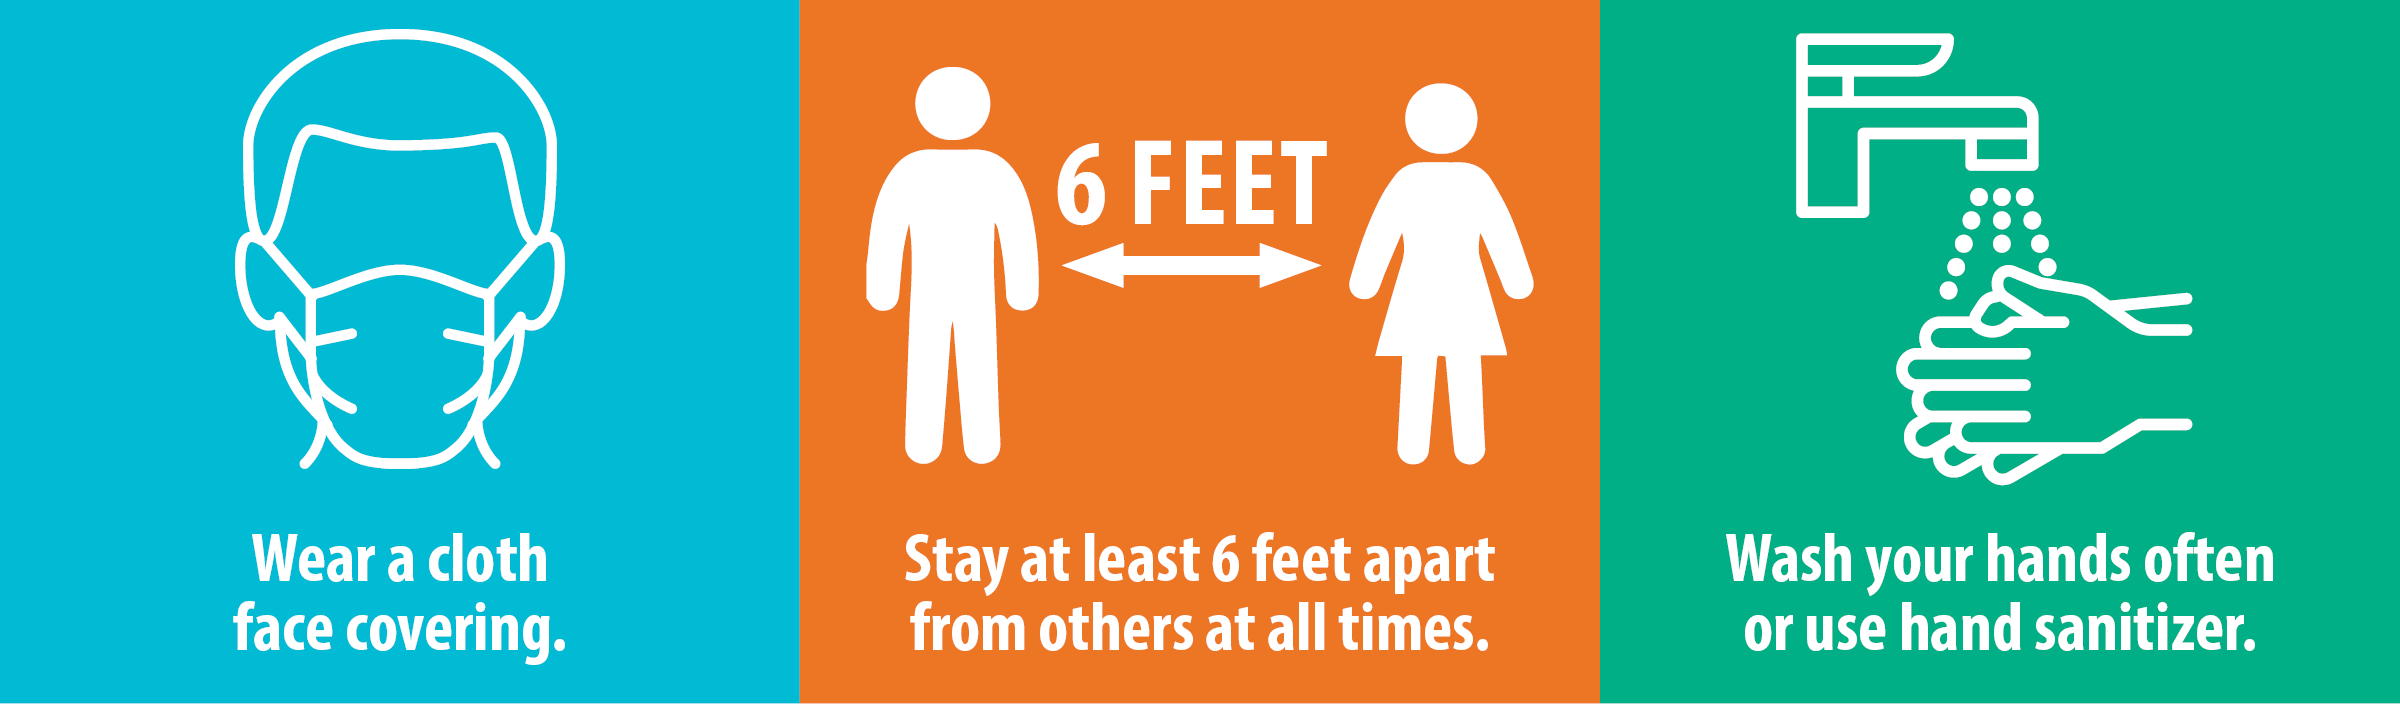 Wear a cloth
face covering.
6 FEET
Stay at least 6 feet apart
from others at all times.
Wash your hands often
or use hand sanitizer.